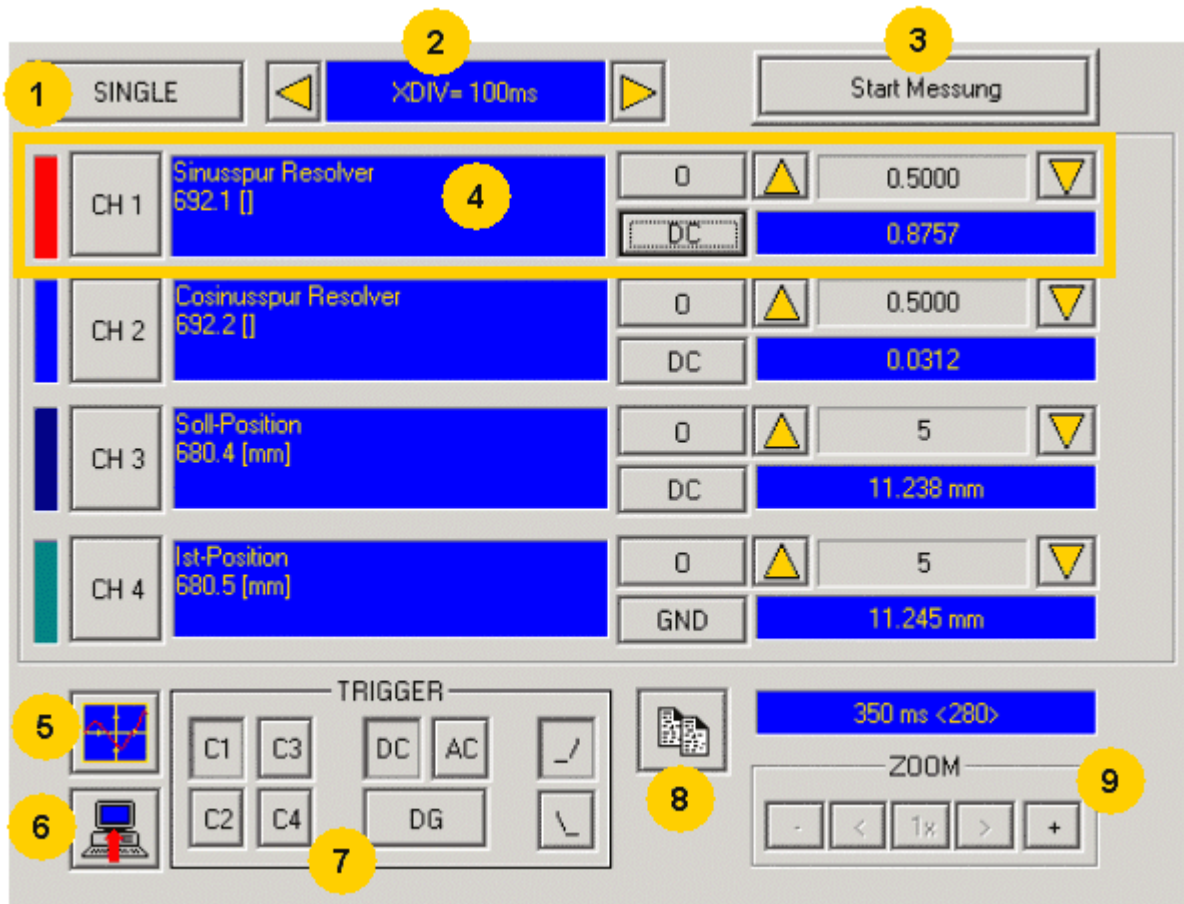 2
3
1
SINGLE
XDIV= 100ms
Start Messung
CH 1
Sinusspur Resolver
692.1 []
4
0
0.5000
DC
0.8757
CH 2
Cosinusspur Resolver
692.2 []
0
0.5000
DC
0.0312
CH 3
Soll-Position
680.4 [mm]
0
5
DC
11.238 mm
CH 4
Ist-Position
680.5 [mm]
0
5
GND
11.245 mm
5
6
TRIGGER
C1
C3
DC
AC
_/
C2
C4
DG
\_
7
8
350 ms <280>
ZOOM
9
-
<
1x
>
+